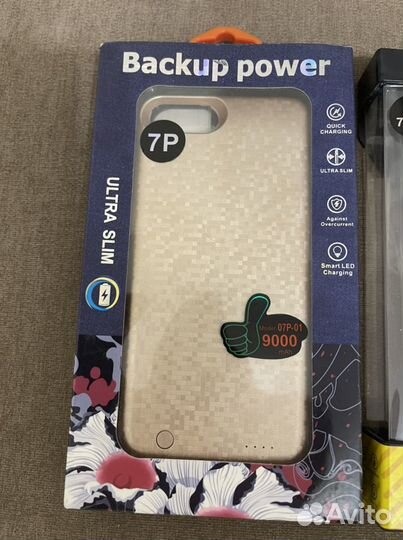 Backup power
7P
QUICK
CHARGING
ULTRA SLIM
Against
Overcurrent
Smart LED
Charging
ULTRA SLIM
Model 07P-01
9000
mAh
7
Avito